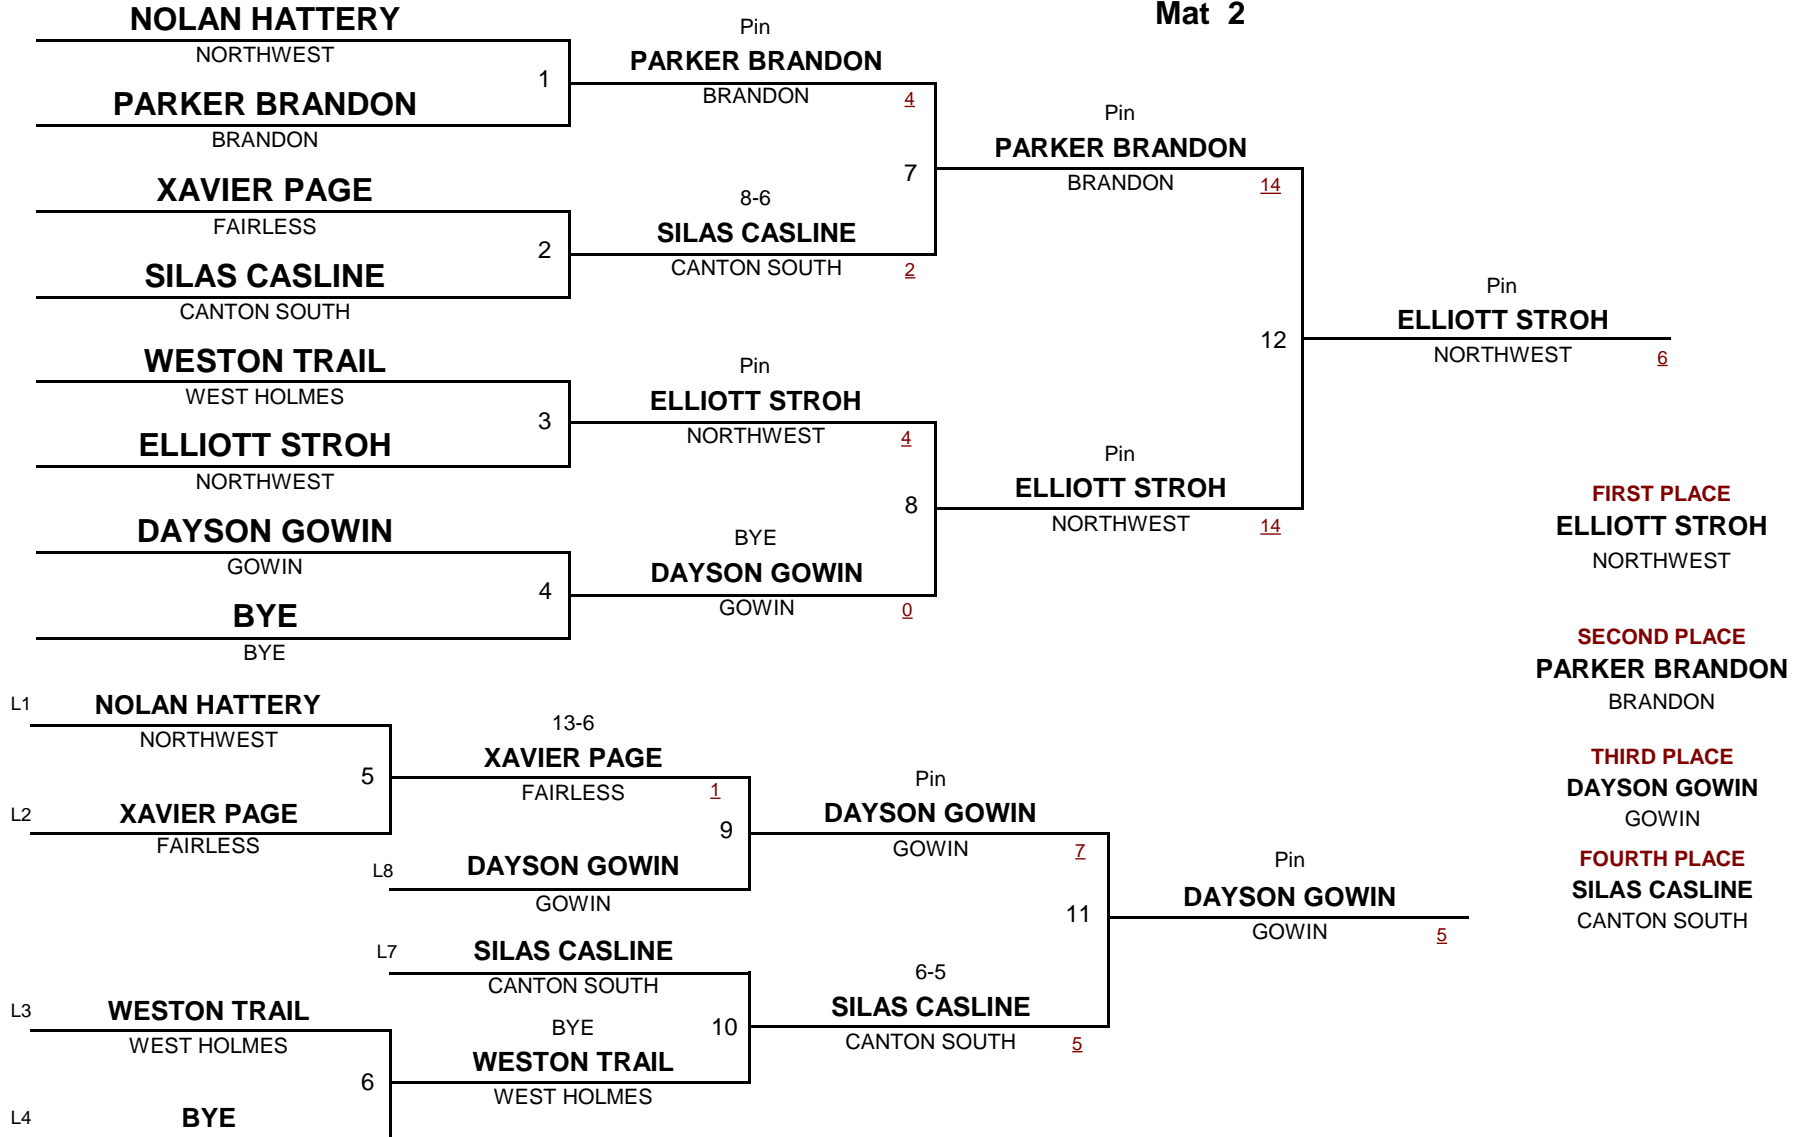 Mat 2
NOLAN HATTERY
NORTHWEST
1
PARKER BRANDON
BRANDON
XAVIER PAGE
FAIRLESS
2
SILAS CASLINE
CANTON SOUTH
WESTON TRAIL
WEST HOLMES
3
ELLIOTT STROH
NORTHWEST
DAYSON GOWIN
GOWIN
4
BYE
BYE
Pin
PARKER BRANDON
BRANDON 4
7
8-6
SILAS CASLINE
CANTON SOUTH 2
Pin
ELLIOTT STROH
NORTHWEST 4
8
BYE
DAYSON GOWIN
GOWIN 0
Pin
PARKER BRANDON
BRANDON 14
12
Pin
ELLIOTT STROH
NORTHWEST 14
Pin
ELLIOTT STROH
NORTHWEST 6
FIRST PLACE
ELLIOTT STROH
NORTHWEST
SECOND PLACE
PARKER BRANDON
BRANDON
THIRD PLACE
DAYSON GOWIN
GOWIN
FOURTH PLACE
SILAS CASLINE
CANTON SOUTH
L1 NOLAN HATTERY
NORTHWEST
5
L2 XAVIER PAGE
FAIRLESS
L3 WESTON TRAIL
WEST HOLMES
6
L4 BYE
13-6
XAVIER PAGE
FAIRLESS 1
9
L8 DAYSON GOWIN
GOWIN
L7 SILAS CASLINE
CANTON SOUTH
10
BYE
WESTON TRAIL
WEST HOLMES
Pin
DAYSON GOWIN
GOWIN 7
11
6-5
SILAS CASLINE
CANTON SOUTH 5
Pin
DAYSON GOWIN
GOWIN 5